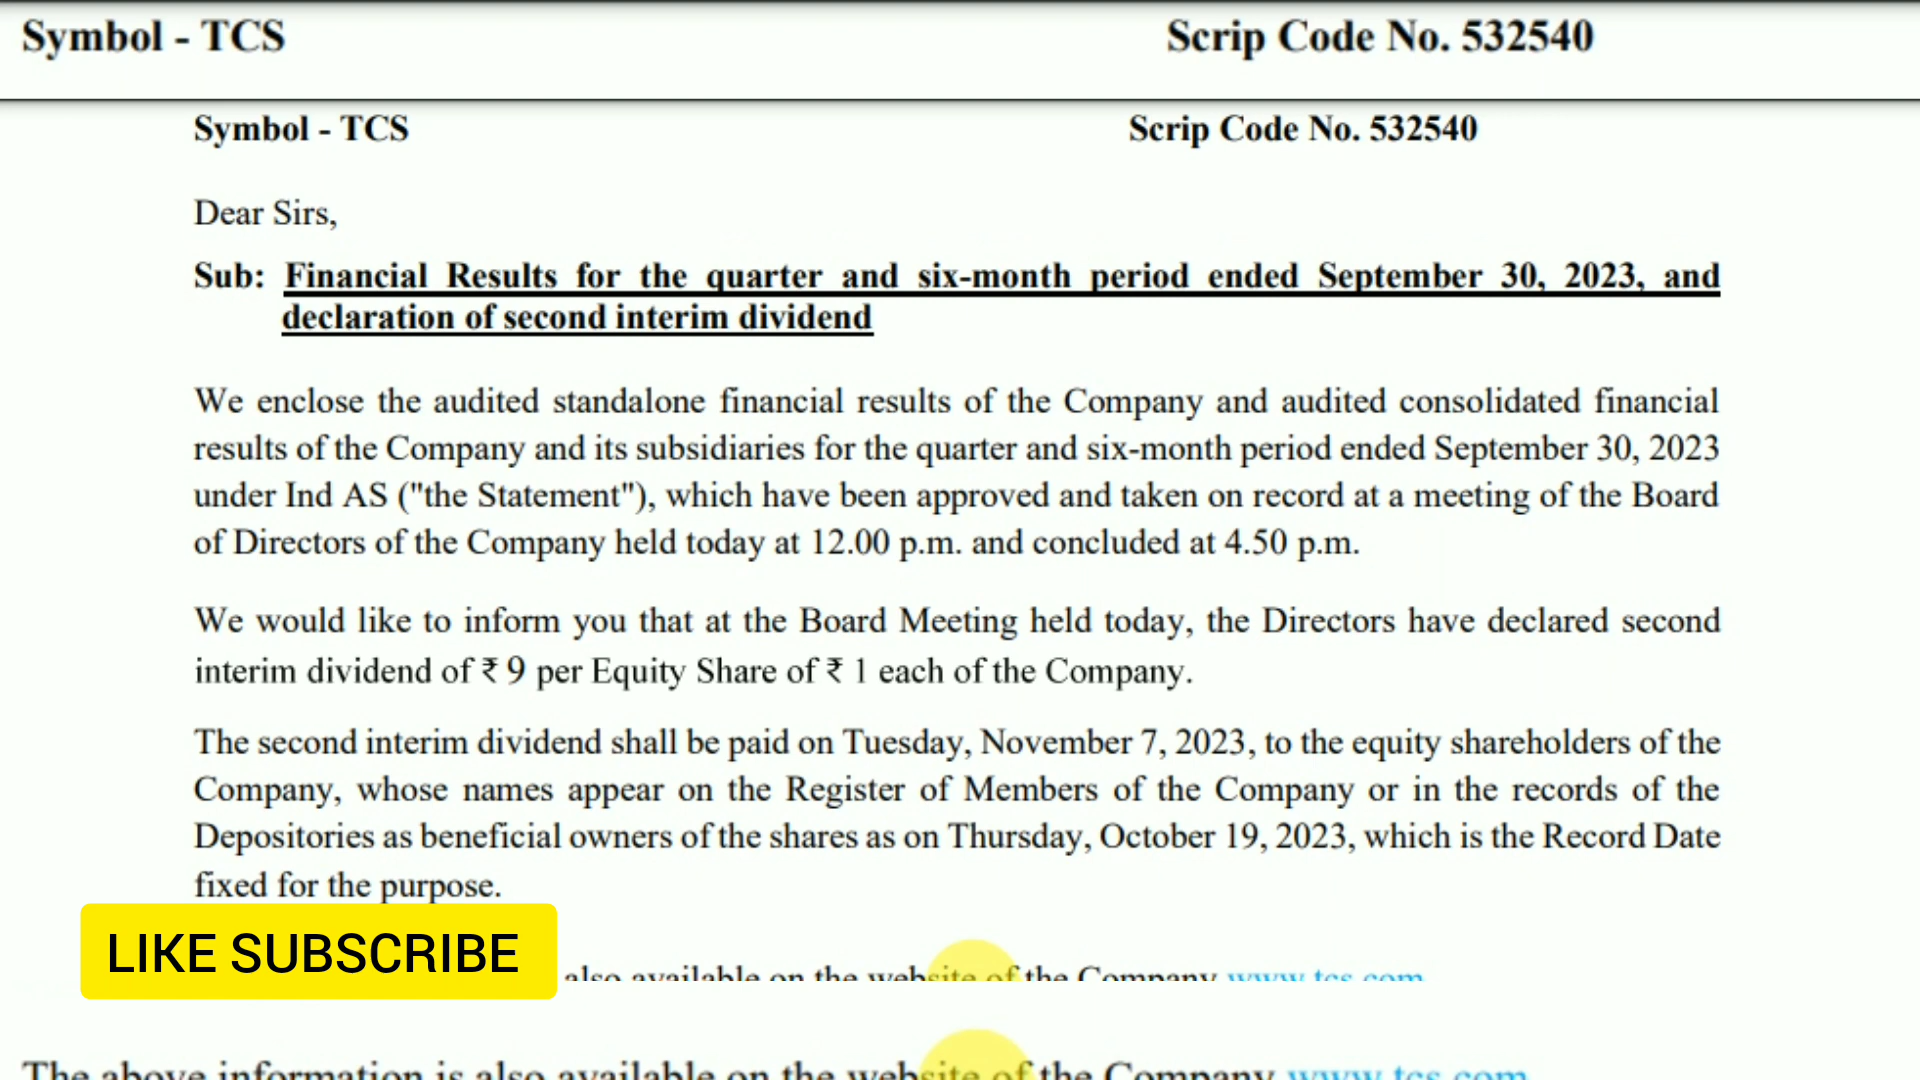 Symbol - TCS Scrip Code No. 532540
Symbol - TCS Scrip Code No. 532540
Dear Sirs,
Sub: Financial Results for the quarter and six-month period ended September 30, 2023, and
declaration of second interim dividend
We enclose the audited standalone financial results of the Company and audited consolidated financial
results of the Company and its subsidiaries for the quarter and six-month period ended September 30, 2023
under Ind AS ("the Statement"), which have been approved and taken on record at a meeting of the Board
of Directors of the Company held today at 12.00 p.m. and concluded at 4.50 p.m.
We would like to inform you that at the Board Meeting held today, the Directors have declared second
interim dividend of ₹ 9 per Equity Share of ₹ 1 each of the Company.
The second interim dividend shall be paid on Tuesday, November 7, 2023, to the equity shareholders of the
Company, whose names appear on the Register of Members of the Company or in the records of the
Depositories as beneficial owners of the shares as on Thursday, October 19, 2023, which is the Record Date
fixed for the purpose.
LIKE SUBSCRIBE
also available on the website of the Company www.tcs.com
The above information is also available on the website of the Company www.tcs.com